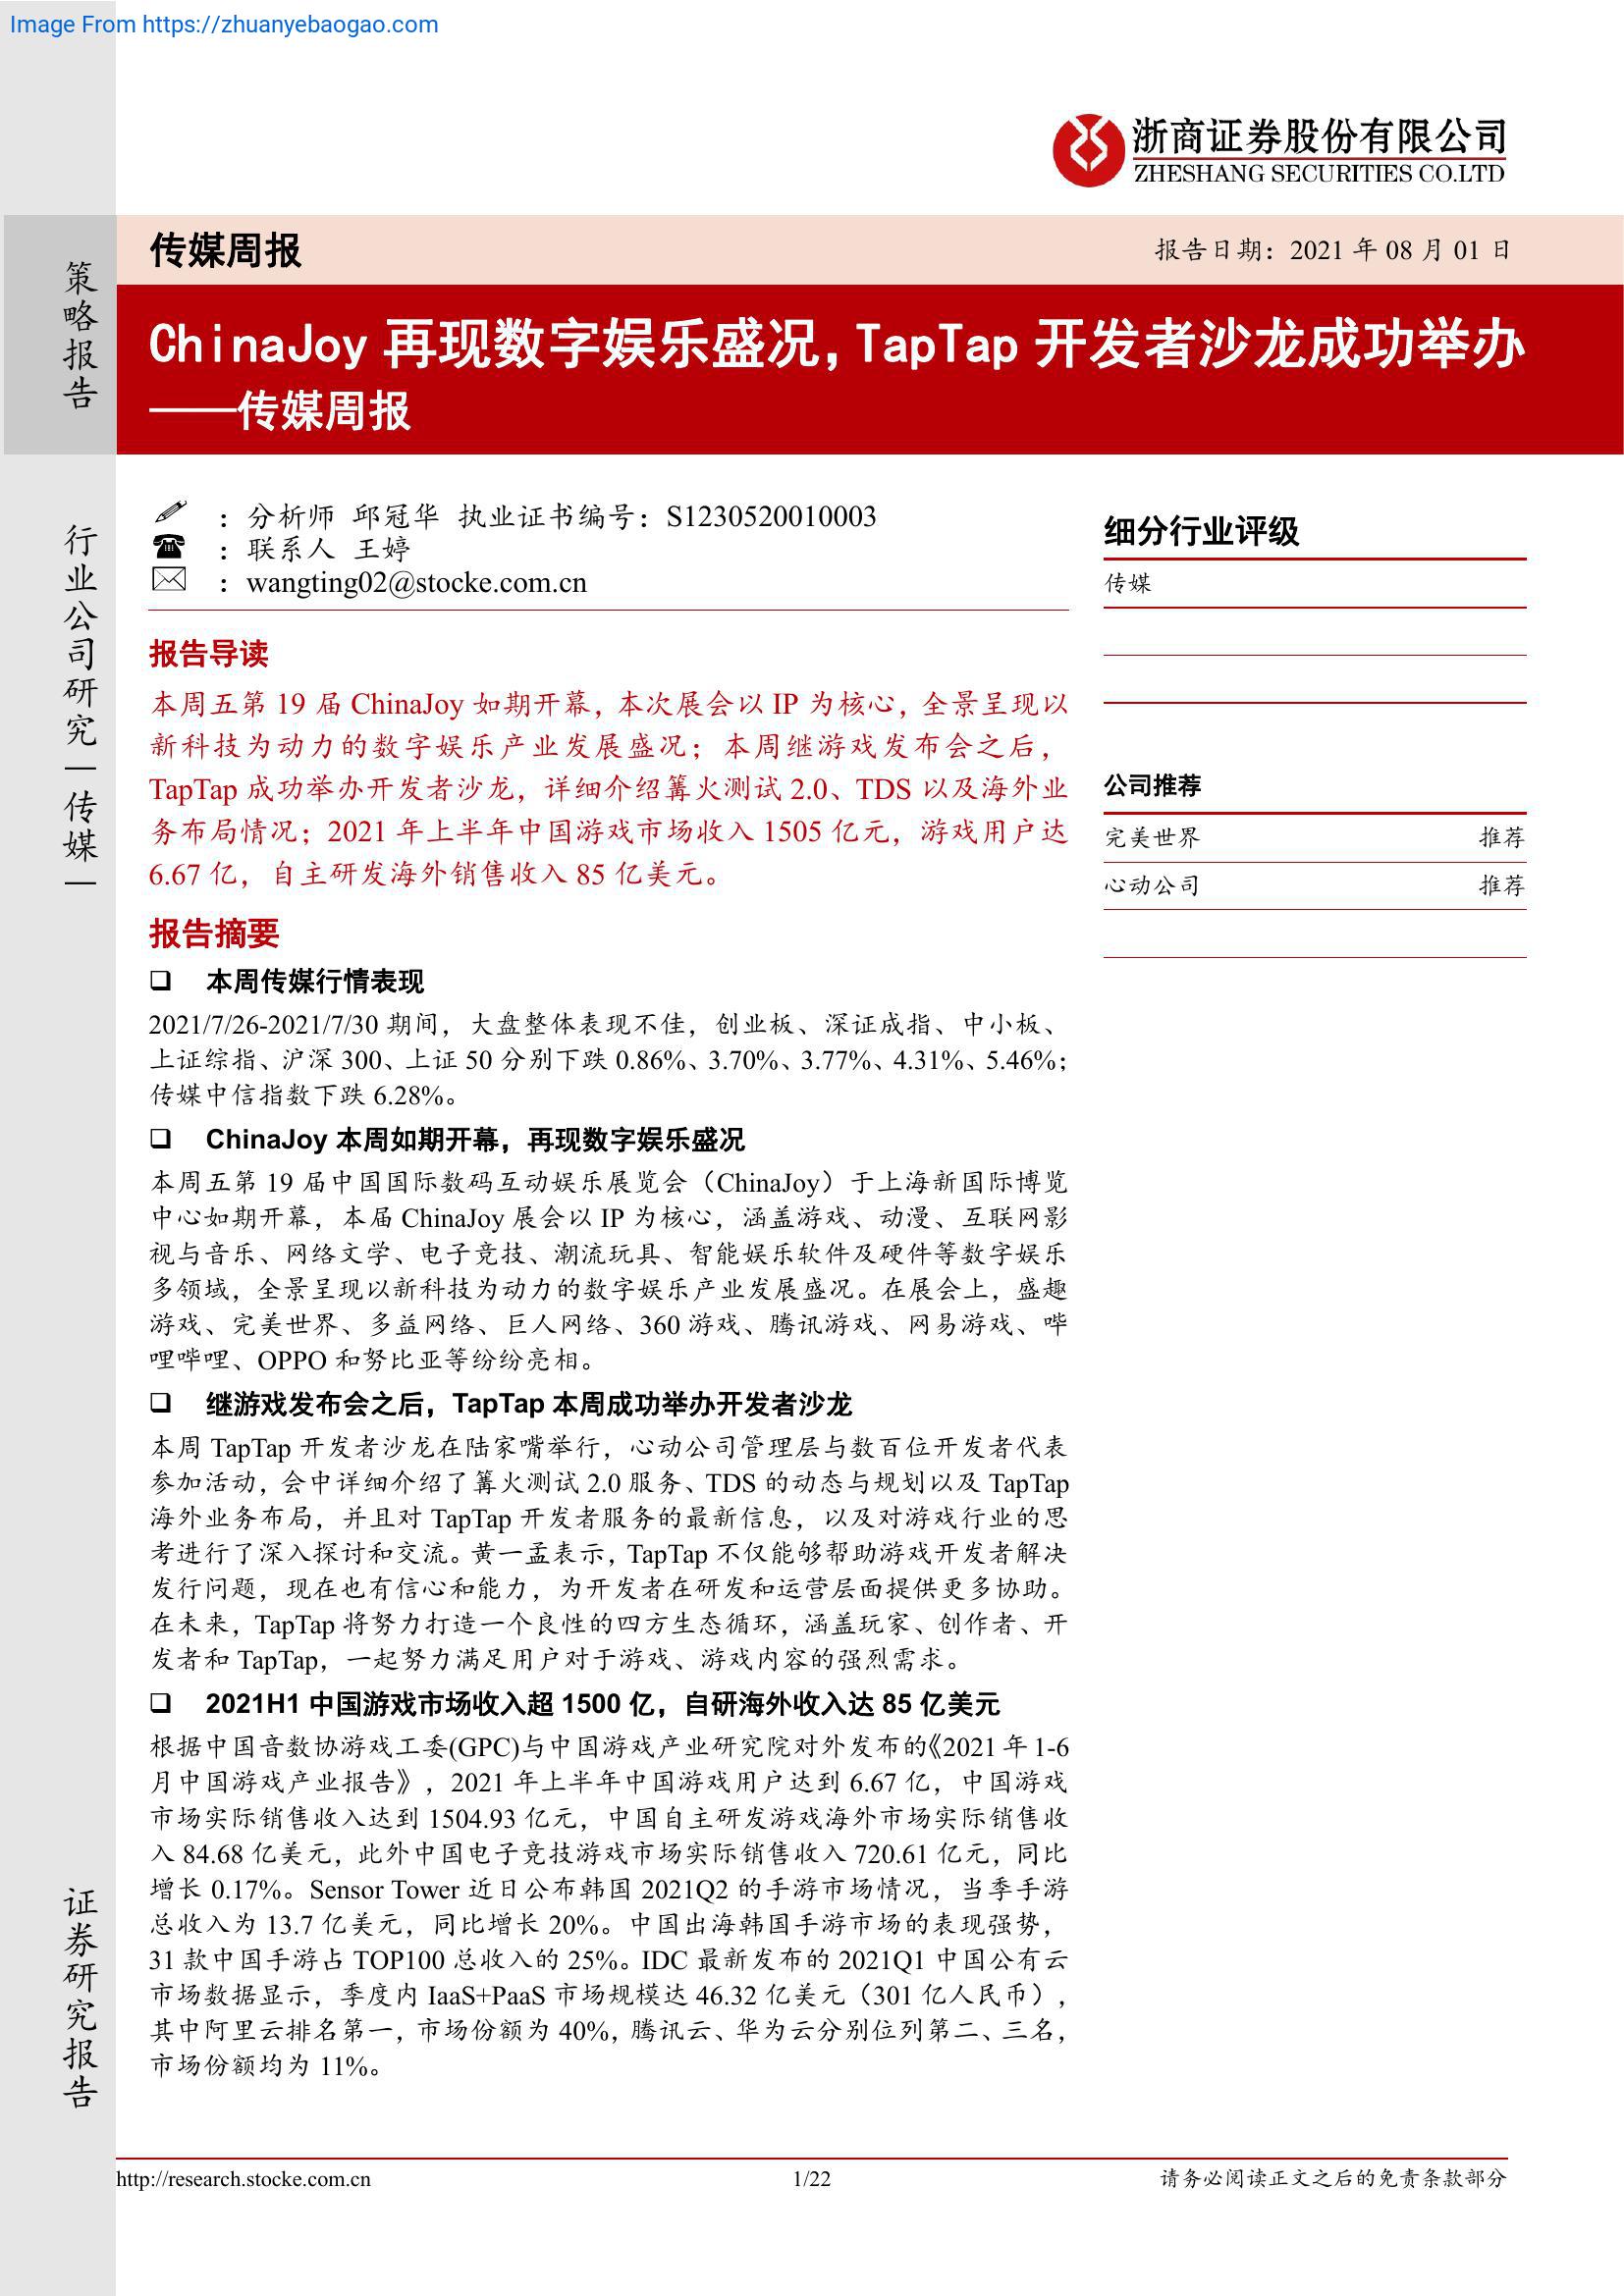 Image From https://zhuanyebaogao.com
浙商证券股份有限公司
ZHESHANG SECURITIES CO.LTD
策略报告
传媒周报
报告日期：2021 年 08 月 01 日
ChinaJoy 再现数字娱乐盛况，TapTap 开发者沙龙成功举办
——传媒周报
行业公司研究—传媒—
：分析师 邱冠华 执业证书编号：S1230520010003
：联系人 王婷
：wangting02@stocke.com.cn
报告导读
本周五第 19 届 ChinaJoy 如期开幕，本次展会以 IP 为核心，全景呈现以
新科技为动力的数字娱乐产业发展盛况；本周继游戏发布会之后，
TapTap 成功举办开发者沙龙，详细介绍篝火测试 2.0、TDS 以及海外业
务布局情况；2021 年上半年中国游戏市场收入 1505 亿元，游戏用户达
6.67 亿，自主研发海外销售收入 85 亿美元。
报告摘要
❑ 本周传媒行情表现
2021/7/26-2021/7/30 期间，大盘整体表现不佳，创业板、深证成指、中小板、
上证综指、沪深 300、上证 50 分别下跌 0.86%、3.70%、3.77%、4.31%、5.46%；
传媒中信指数下跌 6.28%。
❑ ChinaJoy 本周如期开幕，再现数字娱乐盛况
本周五第 19 届中国国际数码互动娱乐展览会（ChinaJoy）于上海新国际博览
中心如期开幕，本届 ChinaJoy 展会以 IP 为核心，涵盖游戏、动漫、互联网影
视与音乐、网络文学、电子竞技、潮流玩具、智能娱乐软件及硬件等数字娱乐
多领域，全景呈现以新科技为动力的数字娱乐产业发展盛况。在展会上，盛趣
游戏、完美世界、多益网络、巨人网络、360 游戏、腾讯游戏、网易游戏、哔
哩哔哩、OPPO 和努比亚等纷纷亮相。
❑ 继游戏发布会之后，TapTap 本周成功举办开发者沙龙
本周 TapTap 开发者沙龙在陆家嘴举行，心动公司管理层与数百位开发者代表
参加活动，会中详细介绍了篝火测试 2.0 服务、TDS 的动态与规划以及 TapTap
海外业务布局，并且对 TapTap 开发者服务的最新信息，以及对游戏行业的思
考进行了深入探讨和交流。黄一孟表示，TapTap 不仅能够帮助游戏开发者解决
发行问题，现在也有信心和能力，为开发者在研发和运营层面提供更多协助。
在未来，TapTap 将努力打造一个良性的四方生态循环，涵盖玩家、创作者、开
发者和 TapTap，一起努力满足用户对于游戏、游戏内容的强烈需求。
❑ 2021H1 中国游戏市场收入超 1500 亿，自研海外收入达 85 亿美元
根据中国音数协游戏工委(GPC)与中国游戏产业研究院对外发布的《2021 年 1-6
月中国游戏产业报告》，2021 年上半年中国游戏用户达到 6.67 亿，中国游戏
市场实际销售收入达到 1504.93 亿元，中国自主研发游戏海外市场实际销售收
入 84.68 亿美元，此外中国电子竞技游戏市场实际销售收入 720.61 亿元，同比
增长 0.17%。Sensor Tower 近日公布韩国 2021Q2 的手游市场情况，当季手游
总收入为 13.7 亿美元，同比增长 20%。中国出海韩国手游市场的表现强势，
31 款中国手游占 TOP100 总收入的 25%。IDC 最新发布的 2021Q1 中国公有云
市场数据显示，季度内 IaaS+PaaS 市场规模达 46.32 亿美元（301 亿人民币），
其中阿里云排名第一，市场份额为 40%，腾讯云、华为云分别位列第二、三名，
市场份额均为 11%。
细分行业评级
传媒
公司推荐
完美世界 推荐
心动公司 推荐
证券研究报告
http://research.stocke.com.cn
1/22
请务必阅读正文之后的免责条款部分